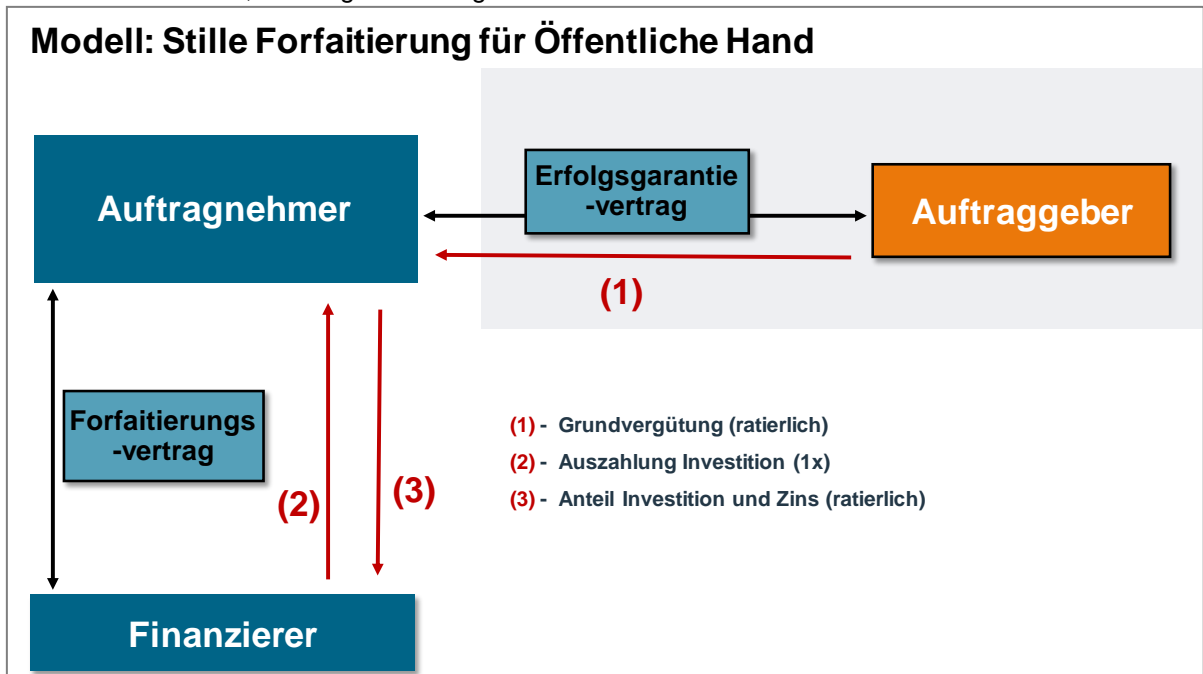 Modell: Stille Forfaitierung für Öffentliche Hand
Auftragnehmer
Erfolgsgarantie
-vertrag
Auftraggeber
(1)
Forfaitierungs
-vertrag
(2)
(3)
(1) - Grundvergütung (ratierlich)
(2) - Auszahlung Investition (1x)
(3) - Anteil Investition und Zins (ratierlich)
Finanzierer